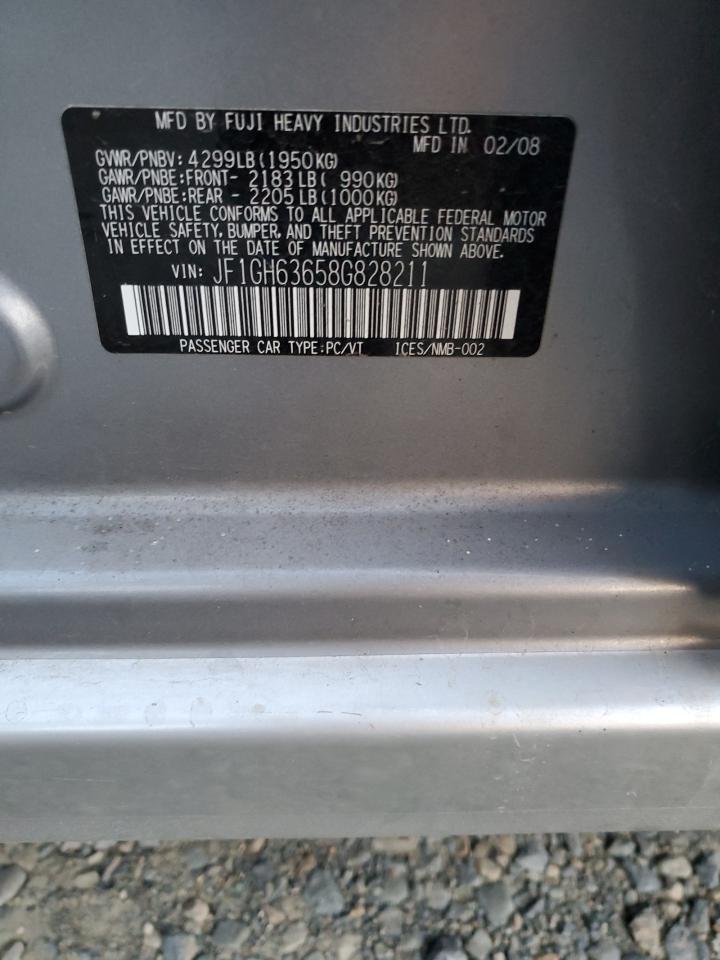 MFD BY FUJI HEAVY INDUSTRIES LTD.
MFD IN 02/08
GVWR/PNBV: 4299LB(1950KG)
GAWR/PNBE:FRONT- 2183LB( 990KG)
GAWR/PNBE:REAR - 2205LB(1000KG)
THIS VEHICLE CONFORMS TO ALL APPLICABLE FEDERAL MOTOR
VEHICLE SAFETY, BUMPER, AND THEFT PREVENTION STANDARDS
IN EFFECT ON THE DATE OF MANUFACTURE SHOWN ABOVE.
VIN: JF1GH63658G828211
PASSENGER CAR TYPE:PC/VT ICES/NMB-002